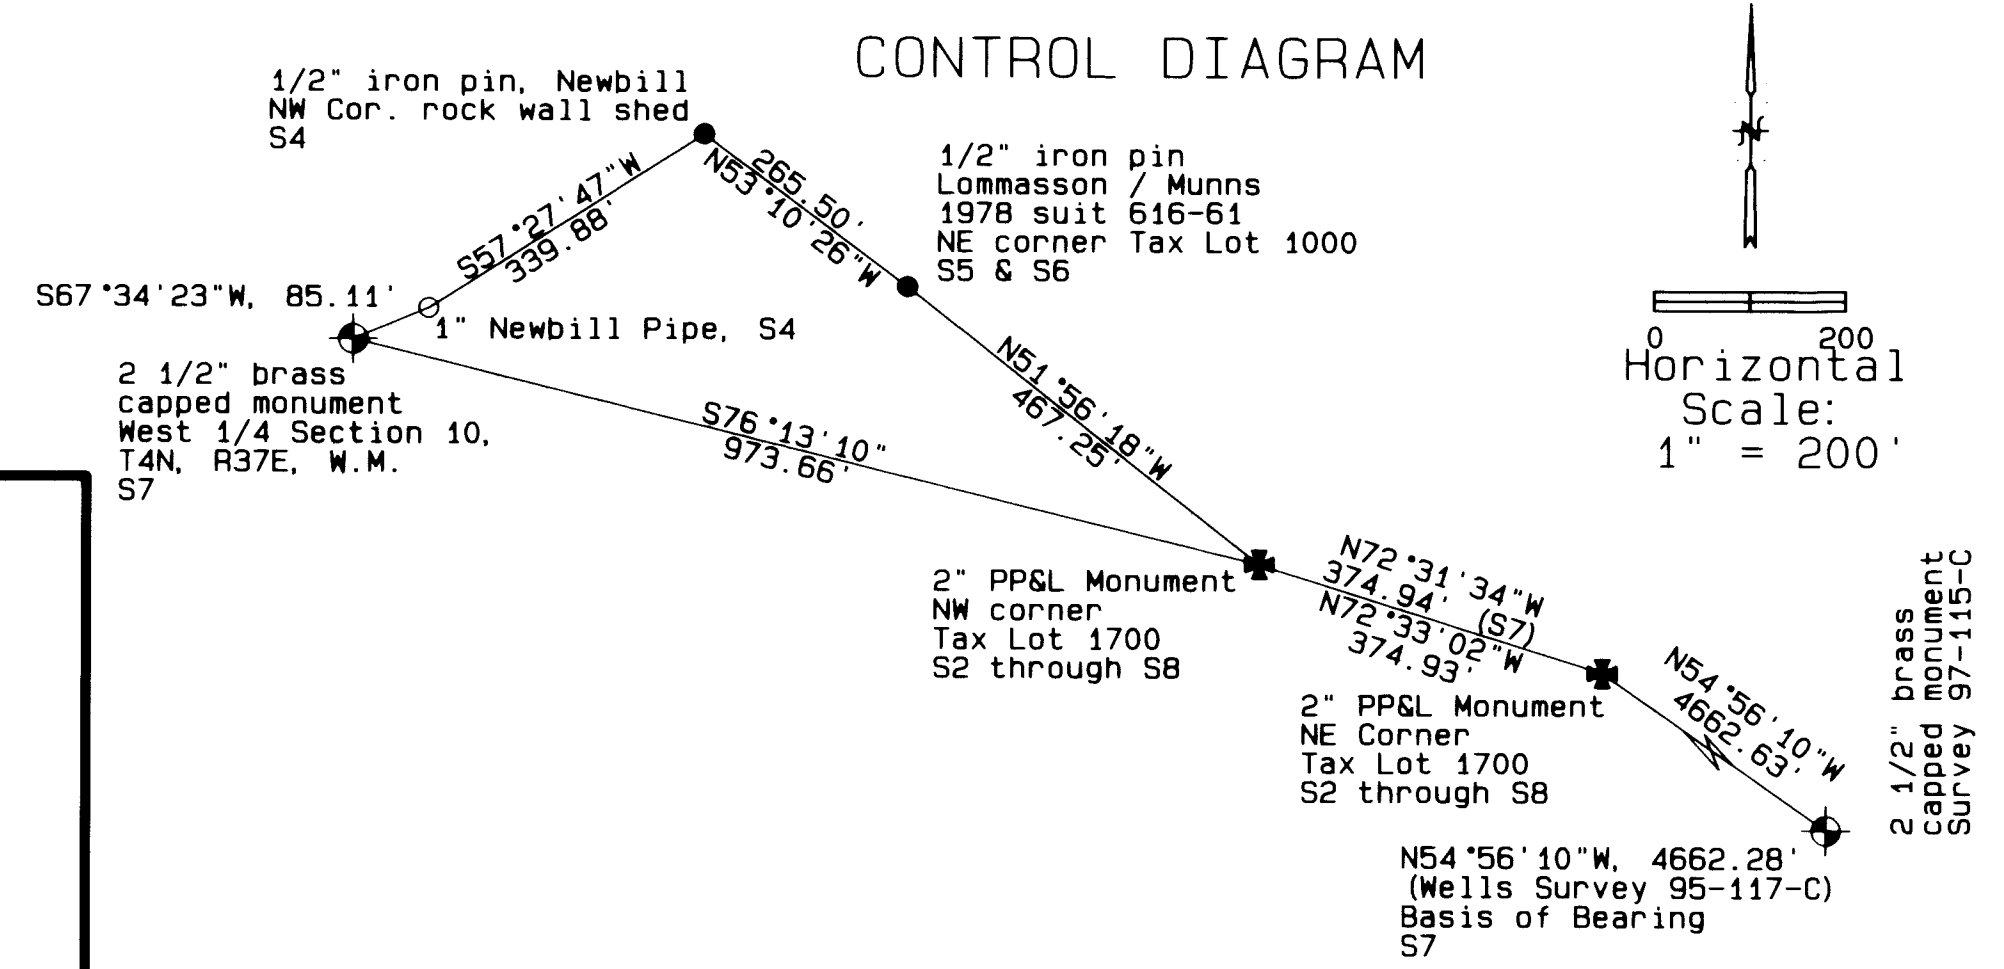 CONTROL DIAGRAM
1/2" iron pin, Newbill
NW Cor. rock wall shed
S4
S57°27'47"W
339.88'
265.50'
N53°10'26"W
1/2" iron pin
Lommasson / Munns
1978 suit 616-61
NE corner Tax Lot 1000
S5 & S6
N
0 200
Horizontal
Scale:
1" = 200'
S67°34'23"W, 85.11'
1" Newbill Pipe, S4
2 1/2" brass
capped monument
West 1/4 Section 10,
T4N, R37E, W.M.
S7
S76°13'10"
973.66'
N51°56'18"W
467.25'
2" PP&L Monument
NW corner
Tax Lot 1700
S2 through S8
N72°31'34"W
374.94' (S7)
N72°33'02"W
374.93'
2" PP&L Monument
NE Corner
Tax Lot 1700
S2 through S8
N54°56'10"W
4662.63'
2 1/2" brass
capped monument
Survey 97-115-C
N54°56'10"W, 4662.28'
(Wells Survey 95-117-C)
Basis of Bearing
S7